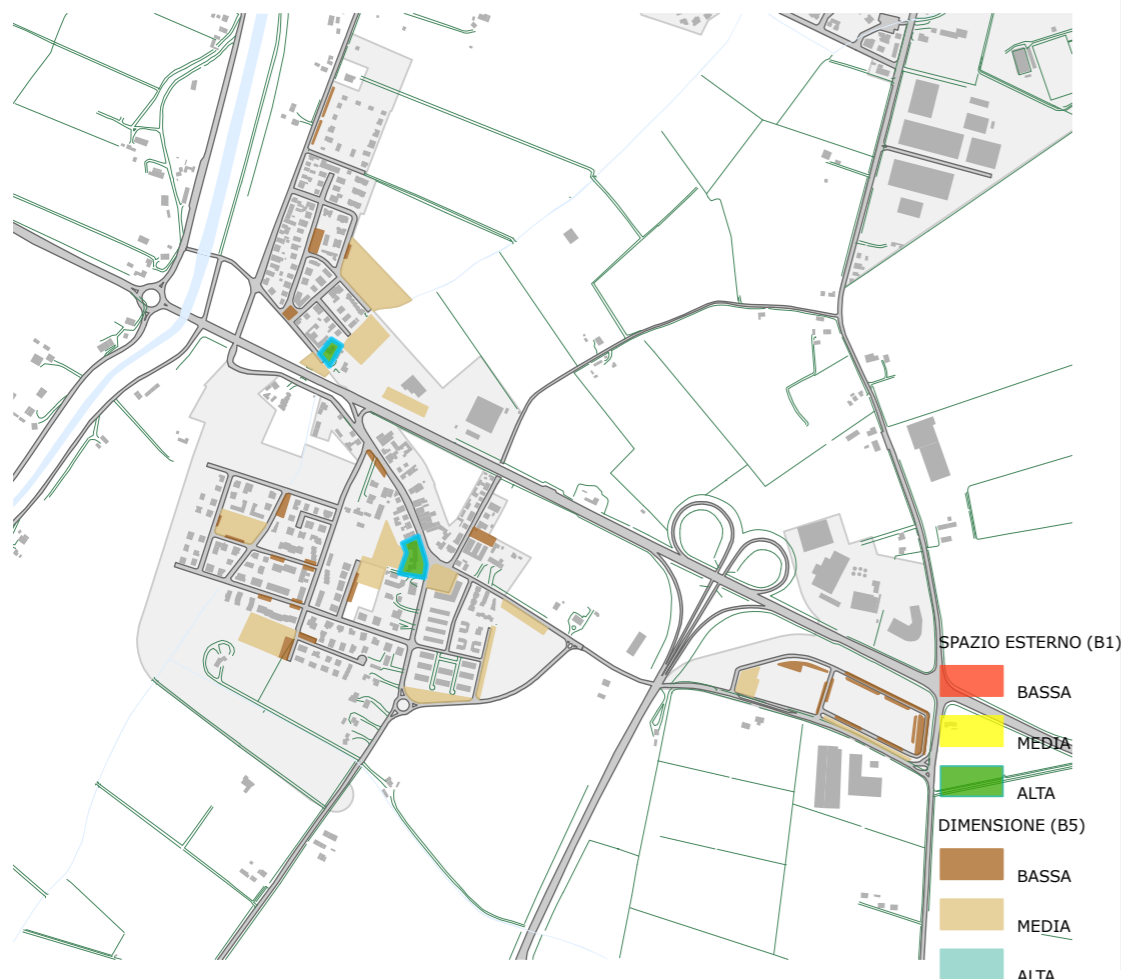 SPAZIO ESTERNO (B1)
BASSA
MEDIA
ALTA
DIMENSIONE (B5)
BASSA
MEDIA
ALTA